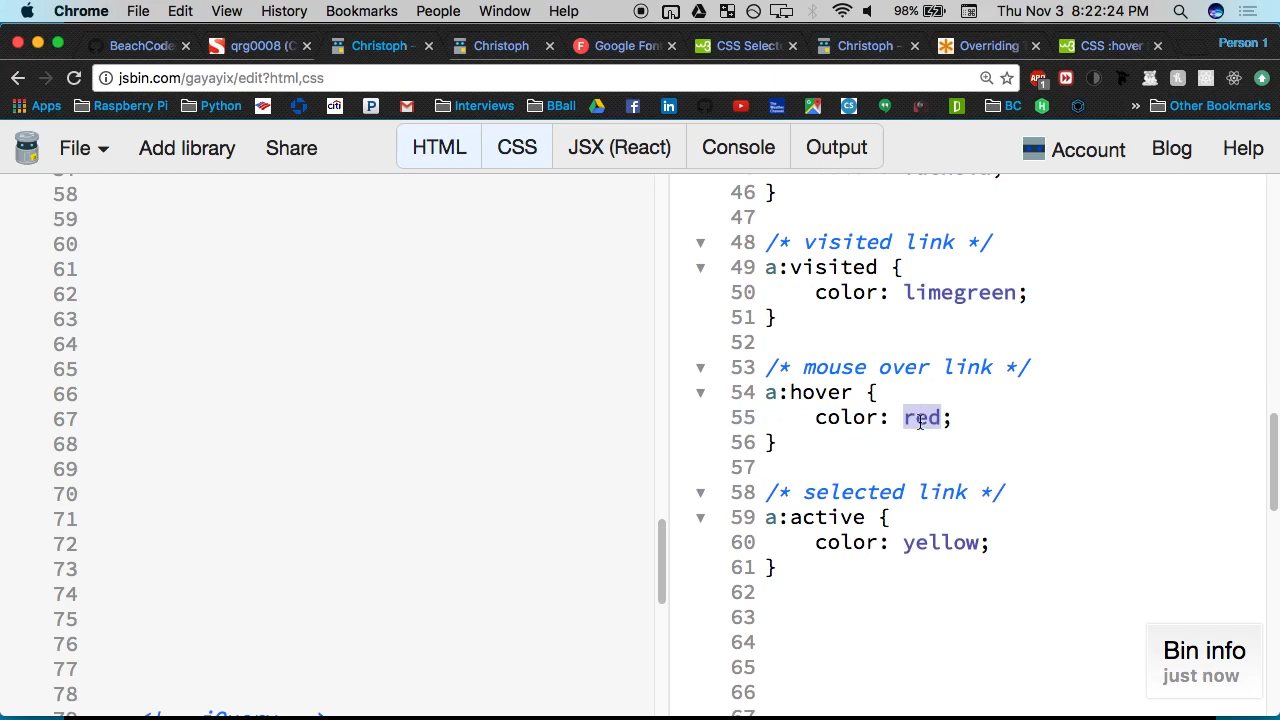 Chrome File Edit View History Bookmarks People Window Help 98% Thu Nov 3 8:22:24 PM
BeachCode × qrg0008 (C × Christoph - × Christoph × Google Fon × CSS Selecto × Christoph - × Overriding × CSS :hover × Person 1
jsbin.com/gayayix/edit?html,css
Apps Raspberry Pi Python citi P Interviews BBall CS BC » Other Bookmarks
File Add library Share HTML CSS JSX (React) Console Output Account Blog Help
58
59
60
61
62
63
64
65
66
67
68
69
70
71
72
73
74
75
76
77
78
46 }
47
48 /* visited link */
49 a:visited {
50 color: limegreen;
51 }
52
53 /* mouse over link */
54 a:hover {
55 color: red;
56 }
57
58 /* selected link */
59 a:active {
60 color: yellow;
61 }
62
63
64
65
66
Bin info
just now